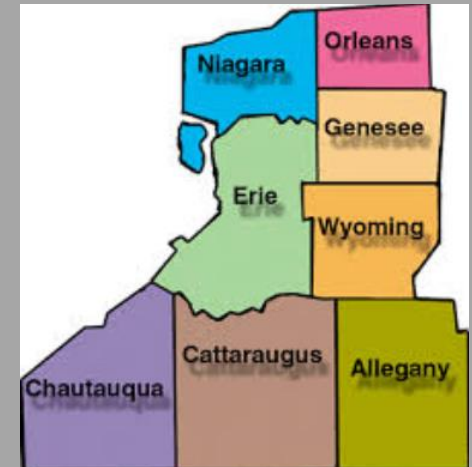 Orleans
Niagara
Genesee
Erie
Wyoming
Cattaraugus
Allegany
Chautauqua